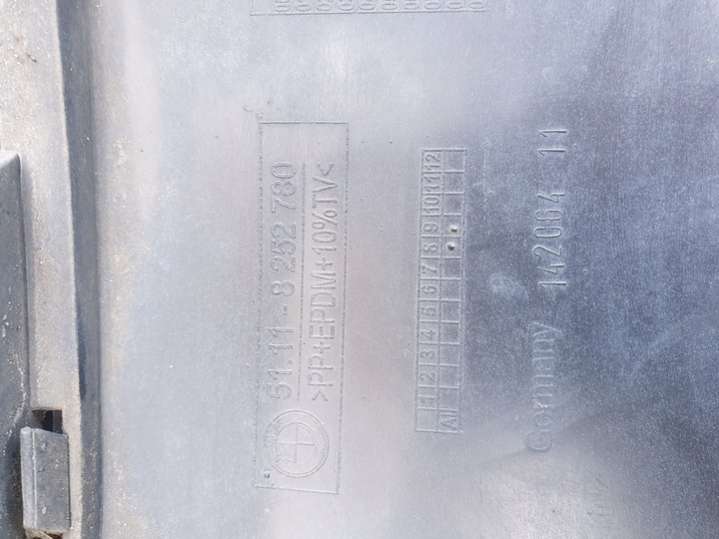 51.11-8 252 780
>PP+EPDM+10%TV<
1 2 3 4 5 6 7 8 9 10 11 12
Germany 142004 11